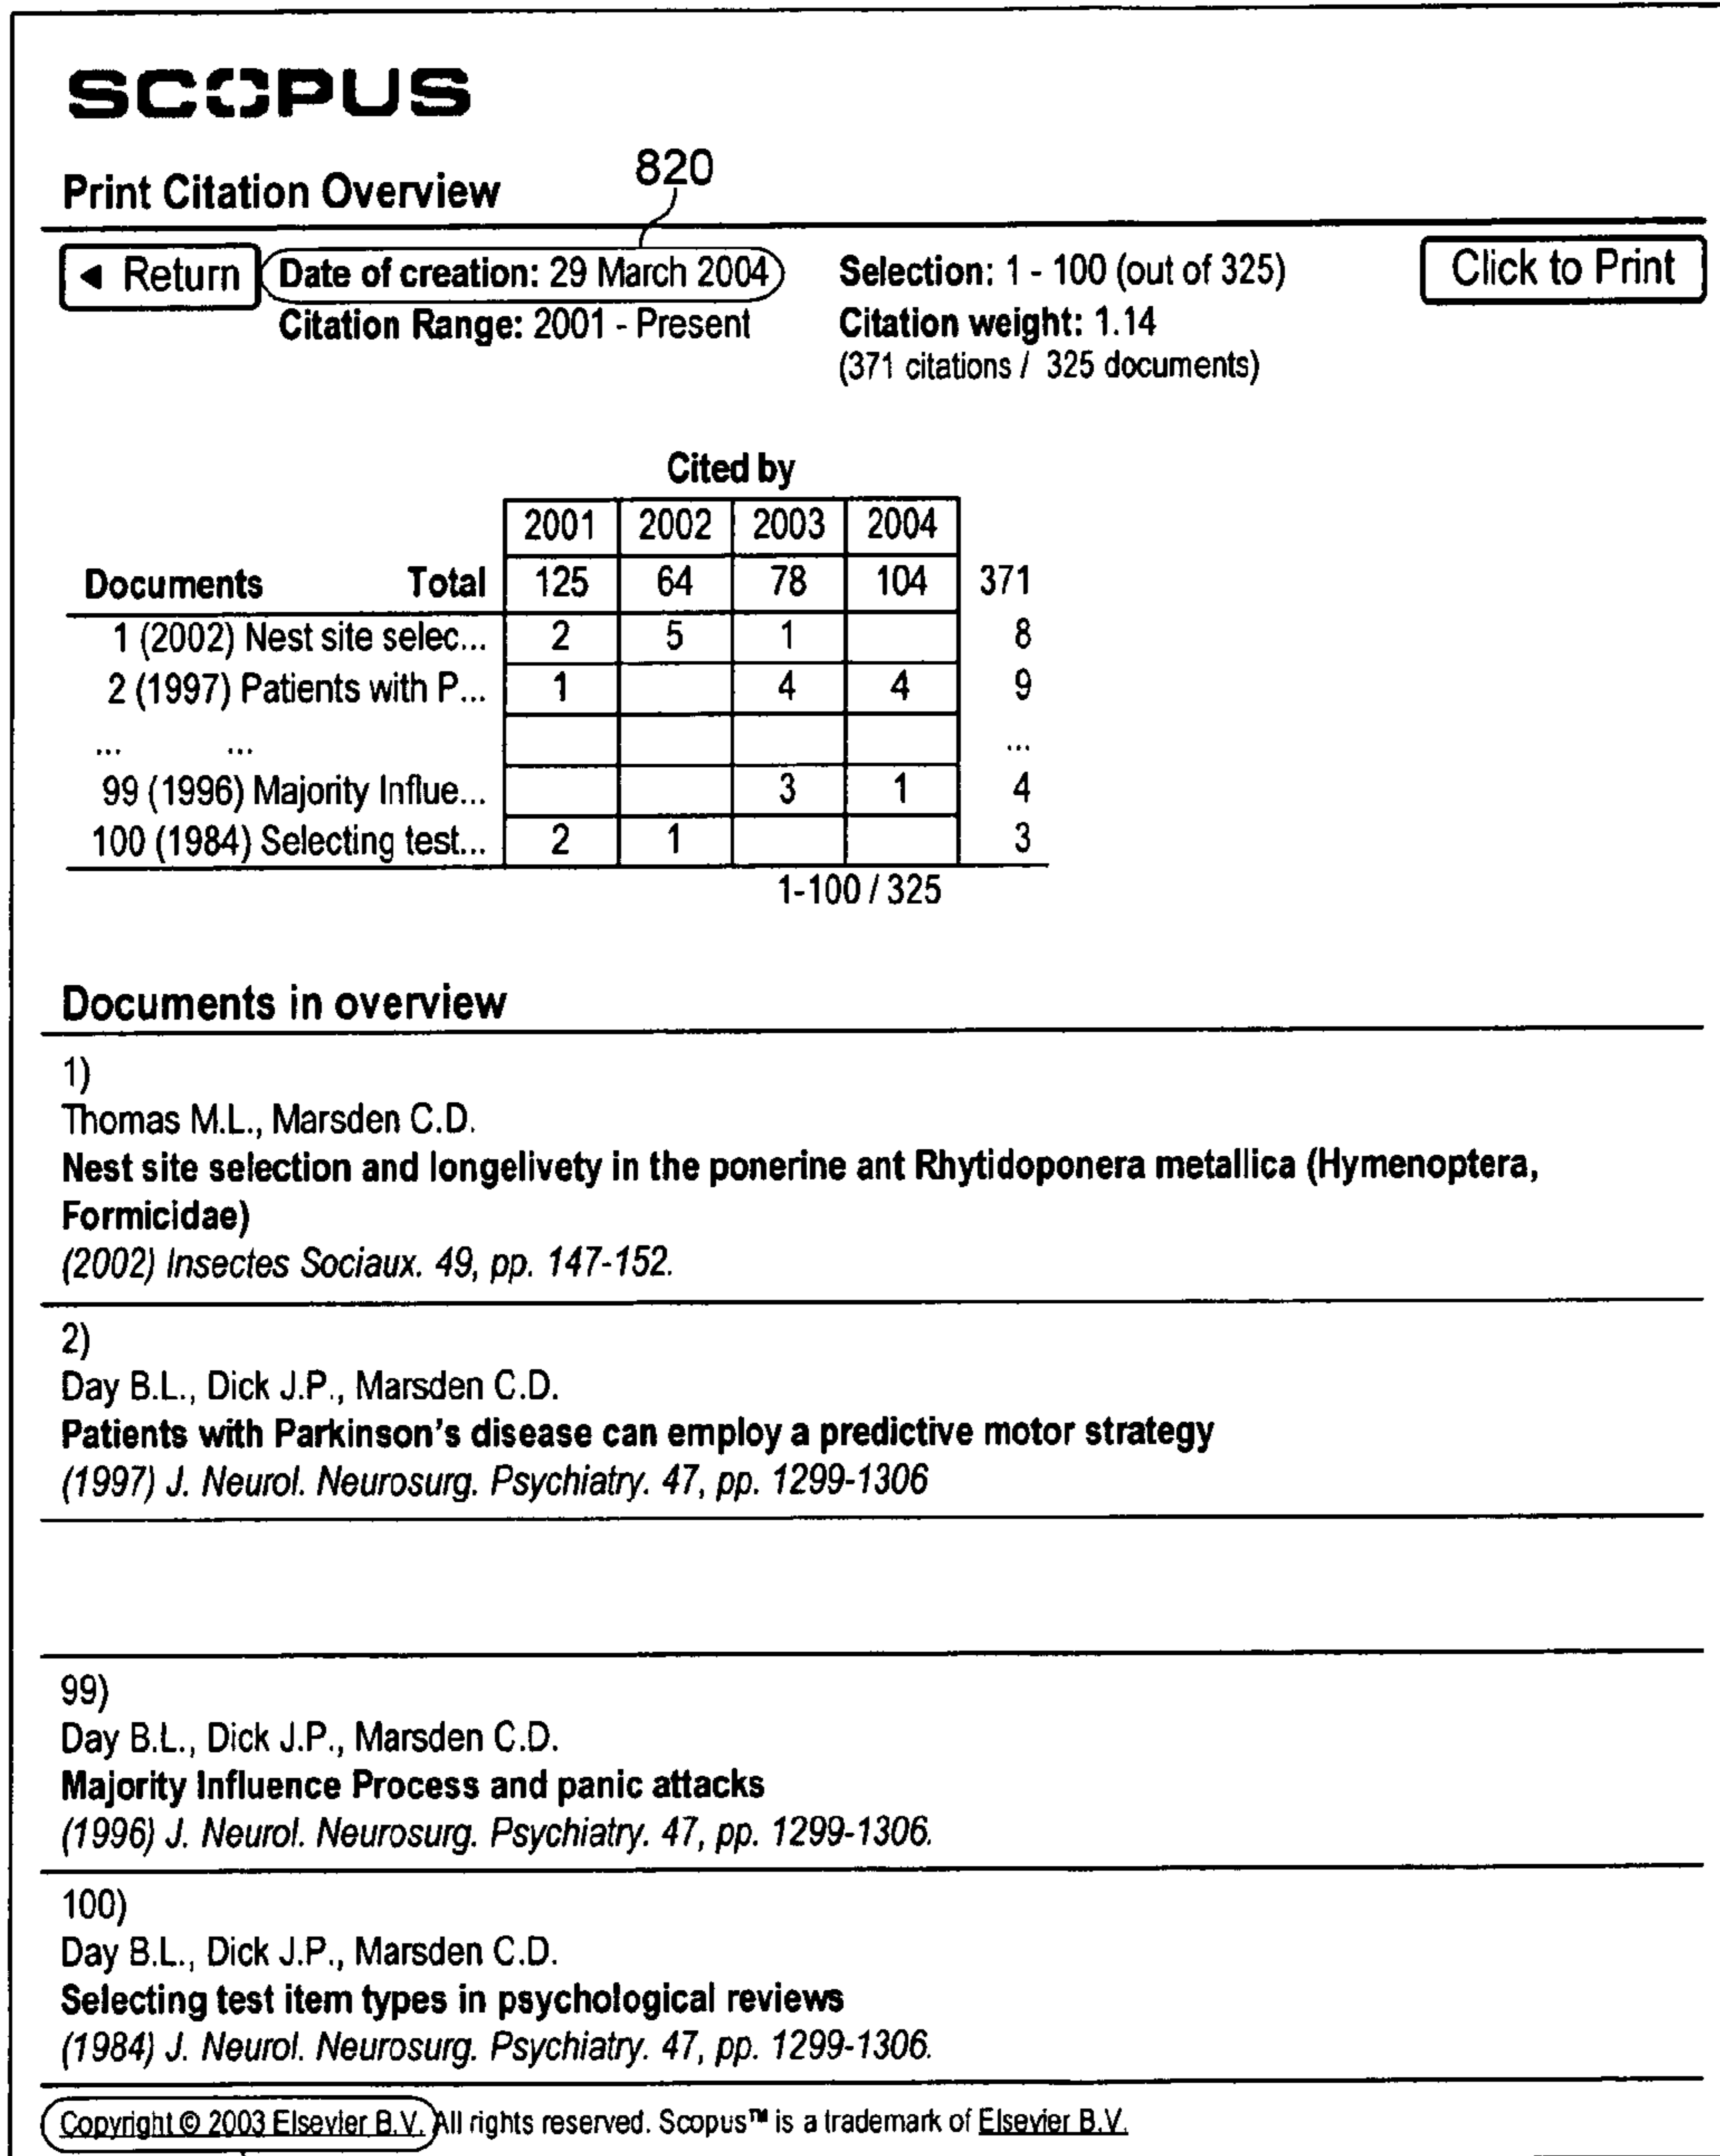 SCOPUS
Print Citation Overview
820
◄ Return
Date of creation: 29 March 2004
Selection: 1 - 100 (out of 325)
Click to Print
Citation Range: 2001 - Present
Citation weight: 1.14
(371 citations / 325 documents)
Cited by
2001 2002 2003 2004
Documents Total 125 64 78 104 371
1 (2002) Nest site selec... 2 5 1 8
2 (1997) Patients with P... 1 4 4 9
... ... ...
99 (1996) Majority Influe... 3 1 4
100 (1984) Selecting test... 2 1 3
1-100 / 325
Documents in overview
1)
Thomas M.L., Marsden C.D.
Nest site selection and longelivety in the ponerine ant Rhytidoponera metallica (Hymenoptera,
Formicidae)
(2002) Insectes Sociaux. 49, pp. 147-152.
2)
Day B.L., Dick J.P., Marsden C.D.
Patients with Parkinson's disease can employ a predictive motor strategy
(1997) J. Neurol. Neurosurg. Psychiatry. 47, pp. 1299-1306
99)
Day B.L., Dick J.P., Marsden C.D.
Majority Influence Process and panic attacks
(1996) J. Neurol. Neurosurg. Psychiatry. 47, pp. 1299-1306.
100)
Day B.L., Dick J.P., Marsden C.D.
Selecting test item types in psychological reviews
(1984) J. Neurol. Neurosurg. Psychiatry. 47, pp. 1299-1306.
Copyright © 2003 Elsevier B.V. All rights reserved. Scopus™ is a trademark of Elsevier B.V.